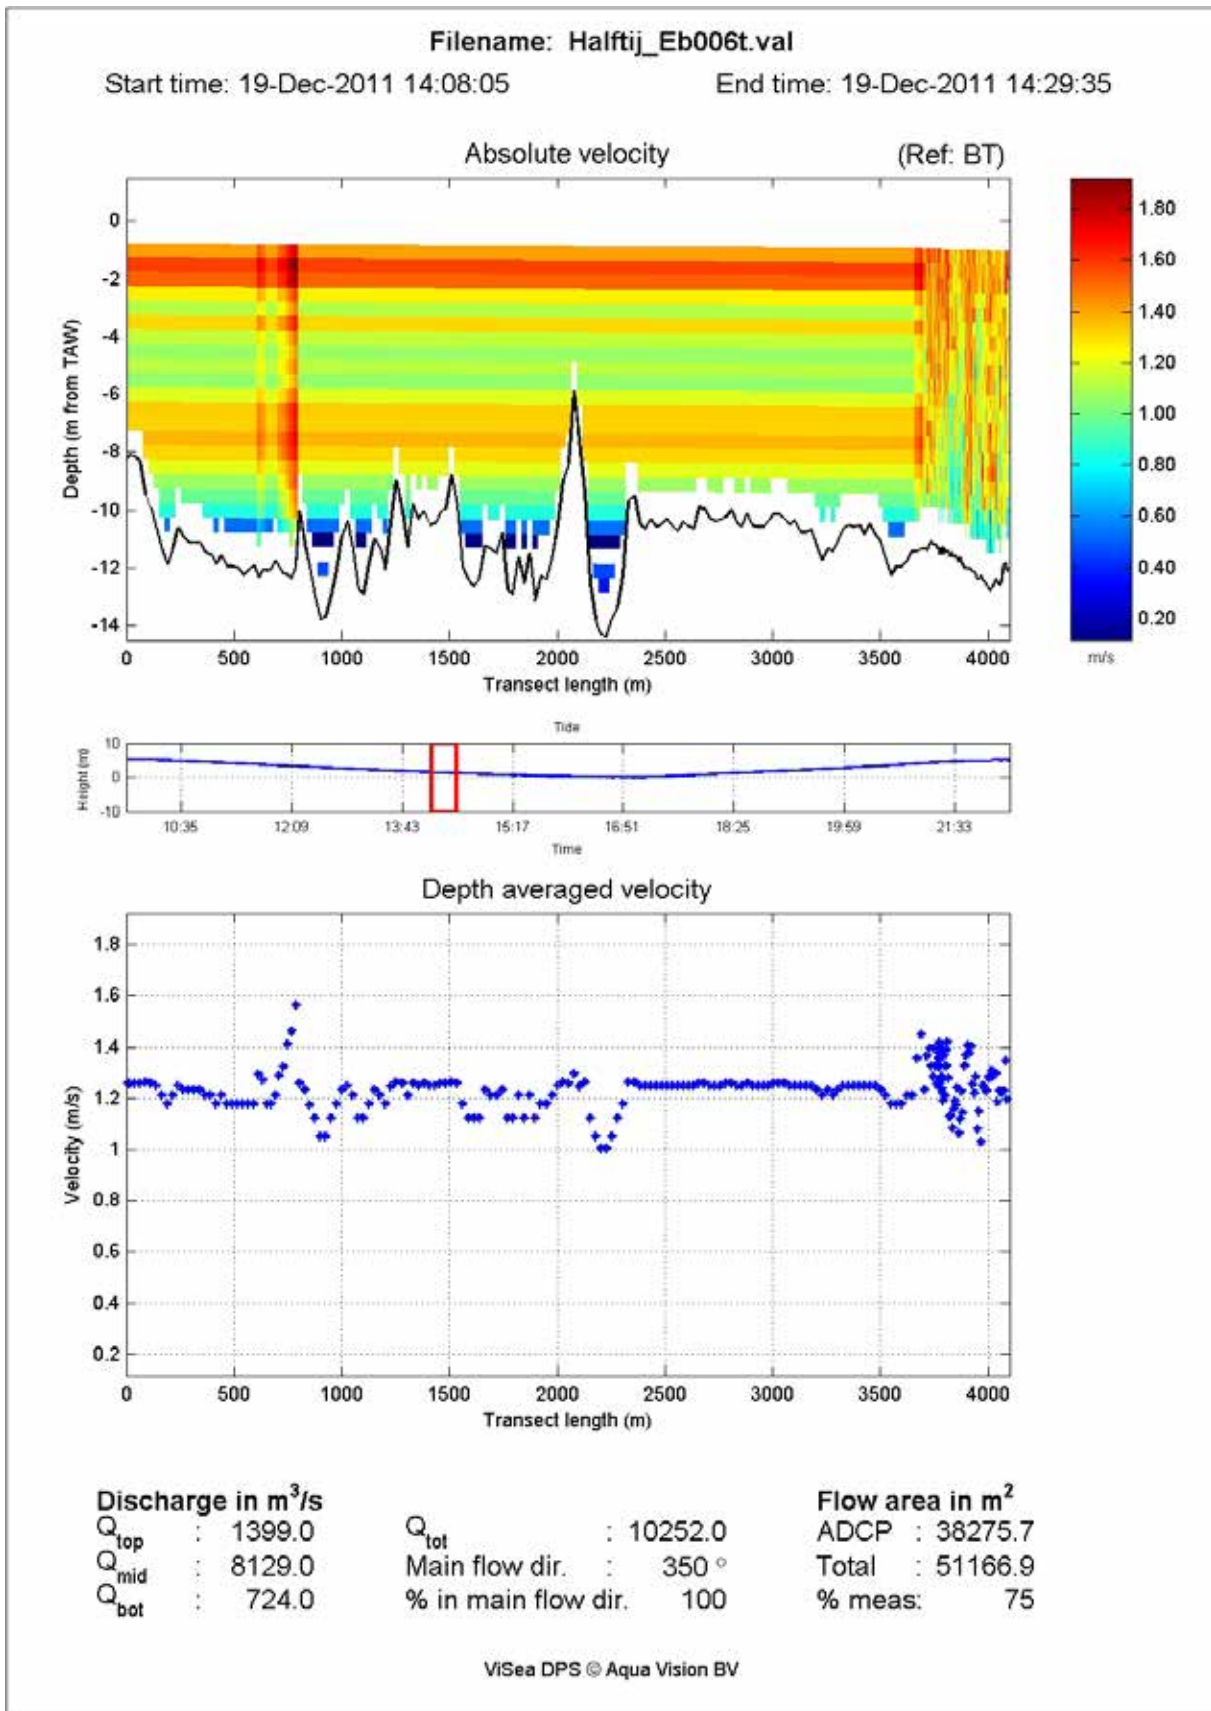 Filename: Halftij_Eb006t.val
Start time: 19-Dec-2011 14:08:05 End time: 19-Dec-2011 14:29:35
Absolute velocity (Ref: BT)
0
-2
-4
-6
-8
-10
-12
-14
Depth (m from TAW)
0 500 1000 1500 2000 2500 3000 3500 4000
Transect length (m)
1.80
1.60
1.40
1.20
1.00
0.80
0.60
0.40
0.20
m/s
Tide
10
0
-10
Height (m)
10:35 12:09 13:43 15:17 16:51 18:25 19:59 21:33
Time
Depth averaged velocity
1.8
1.6
1.4
1.2
1
0.8
0.6
0.4
0.2
Velocity (m/s)
0 500 1000 1500 2000 2500 3000 3500 4000
Transect length (m)
Discharge in m³/s Flow area in m²
Q_top : 1399.0 Q_tot : 10252.0 ADCP : 38275.7
Q_mid : 8129.0 Main flow dir. : 350 ° Total : 51166.9
Q_bot : 724.0 % in main flow dir. 100 % meas: 75
ViSea DPS © Aqua Vision BV